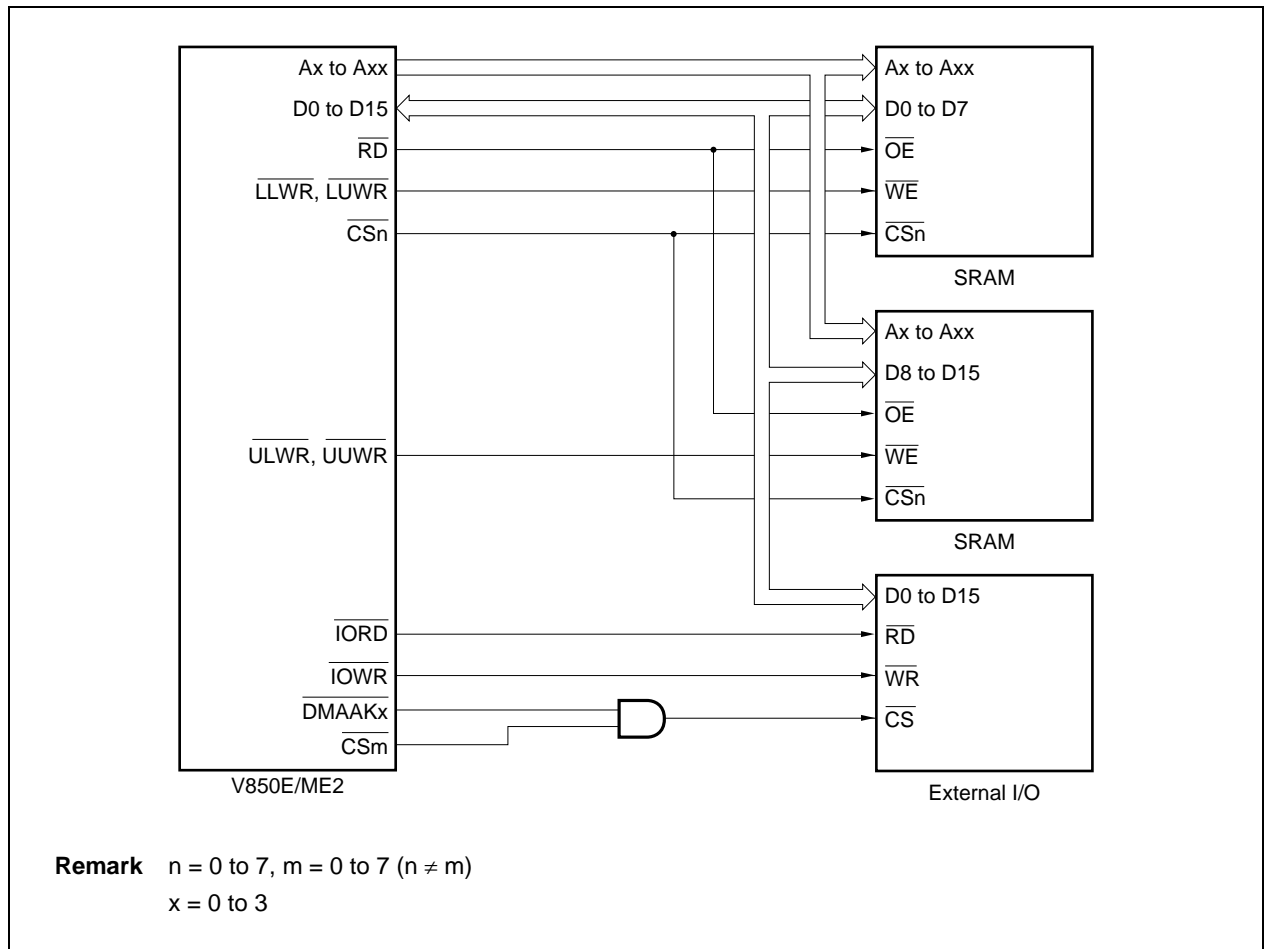 Ax to Axx
D0 to D15
RD
LLWR, LUWR
CSn
ULWR, UUWR
IORD
IOWR
DMAAKx
CSm
V850E/ME2
Ax to Axx
D0 to D7
OE
WE
CSn
SRAM
Ax to Axx
D8 to D15
OE
WE
CSn
SRAM
D0 to D15
RD
WR
CS
External I/O
Remark n = 0 to 7, m = 0 to 7 (n ≠ m)
x = 0 to 3